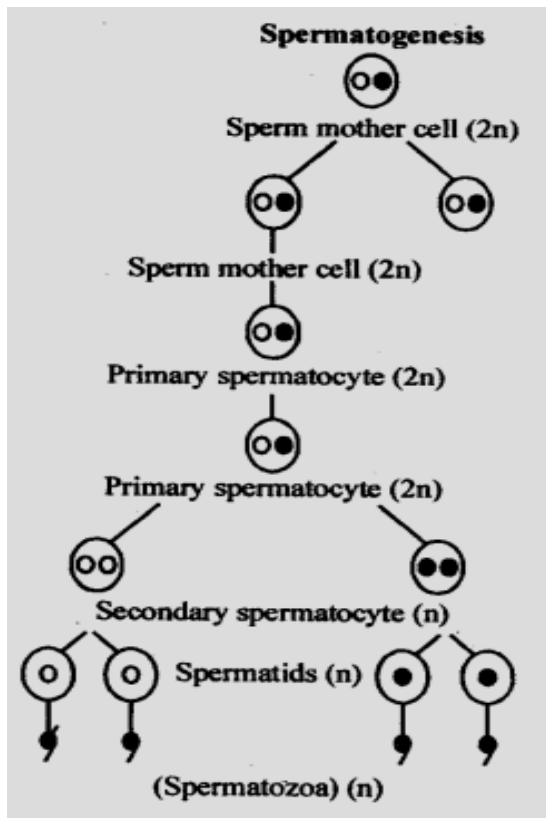 Spermatogenesis
Sperm mother cell (2n)
Sperm mother cell (2n)
Primary spermatocyte (2n)
Primary spermatocyte (2n)
Secondary spermatocyte (n)
Spermatids (n)
(Spermatozoa) (n)